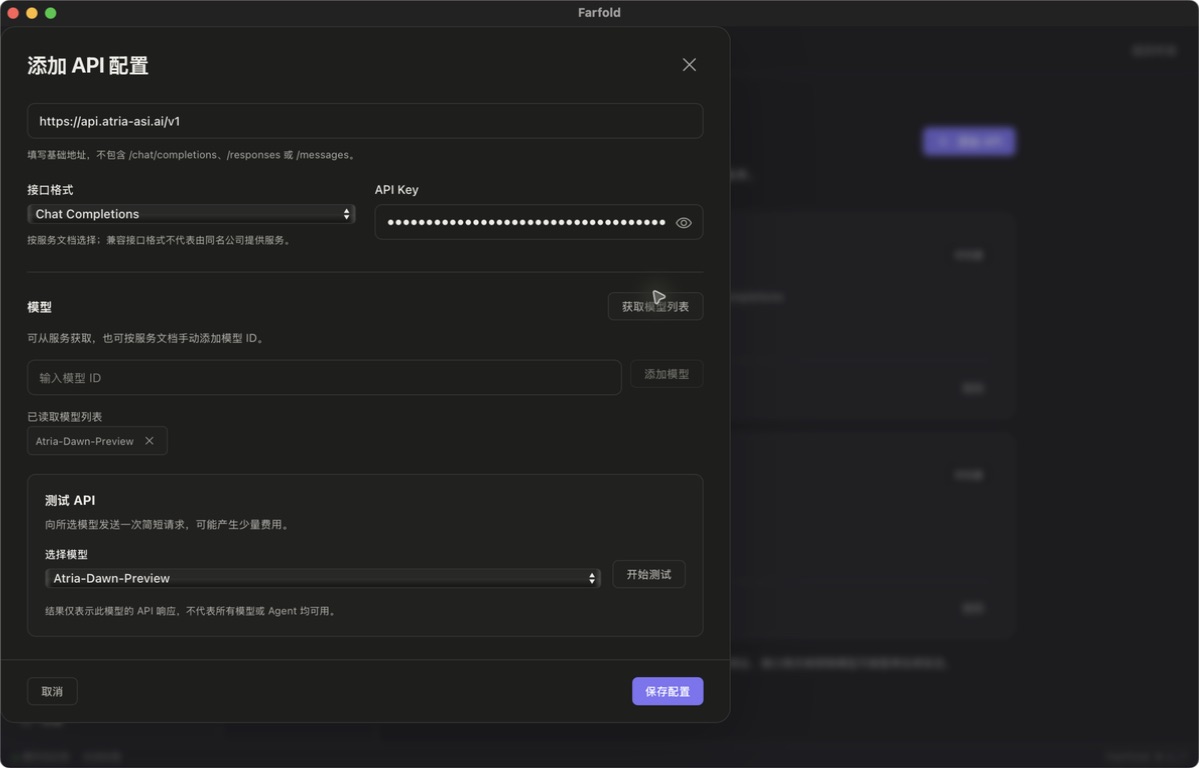 Farfold
添加 API 配置
https://api.atria-asi.ai/v1
填写基础地址，不包含 /chat/completions、/responses 或 /messages。
接口格式
API Key
Chat Completions
按服务文档选择；兼容接口格式不代表由同名公司提供服务。
模型
获取模型列表
可从服务获取，也可按服务文档手动添加模型 ID。
输入模型 ID
添加模型
已读取模型列表
Atria-Dawn-Preview
测试 API
向所选模型发送一次简短请求，可能产生少量费用。
选择模型
Atria-Dawn-Preview
开始测试
结果仅表示此模型的 API 响应，不代表所有模型或 Agent 均可用。
取消
保存配置